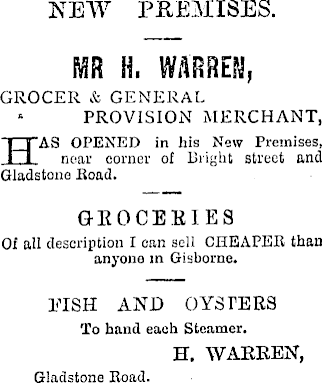 NEW PREMISES.
MR H. WARREN,
GROCER & GENERAL
PROVISION MERCHANT,
HAS OPENED in his New Premises,
near corner of Bright street and
Gladstone Road.
GROCERIES
Of all description I can sell CHEAPER than
anyone in Gisborne.
FISH AND OYSTERS
To hand each Steamer.
H. WARREN,
Gladstone Road.